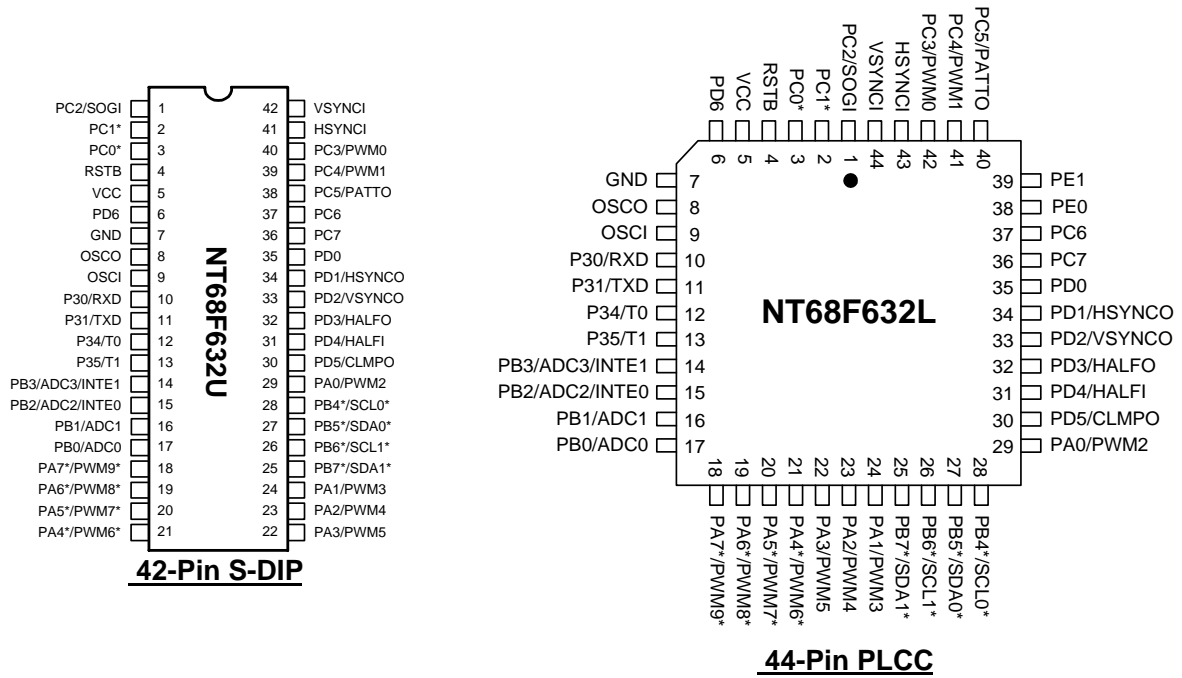 PC2/SOGI 1 42 VSYNCI
PC1* 2 41 HSYNCI
PC0* 3 40 PC3/PWM0
RSTB 4 39 PC4/PWM1
VCC 5 38 PC5/PATTO
PD6 6 37 PC6
GND 7 36 PC7
OSCO 8 35 PD0
OSCI 9 34 PD1/HSYNCO
P30/RXD 10 33 PD2/VSYNCO
P31/TXD 11 32 PD3/HALFO
P34/T0 12 31 PD4/HALFI
P35/T1 13 30 PD5/CLMPO
PB3/ADC3/INTE1 14 29 PA0/PWM2
PB2/ADC2/INTE0 15 28 PB4*/SCL0*
PB1/ADC1 16 27 PB5*/SDA0*
PB0/ADC0 17 26 PB6*/SCL1*
PA7*/PWM9* 18 25 PB7*/SDA1*
PA6*/PWM8* 19 24 PA1/PWM3
PA5*/PWM7* 20 23 PA2/PWM4
PA4*/PWM6* 21 22 PA3/PWM5
NT68F632U
42-Pin S-DIP
PD6
VCC
RSTB
PC0*
PC1*
PC2/SOGI
VSYNCI
HSYNCI
PC3/PWM0
PC4/PWM1
PC5/PATTO
6 5 4 3 2 1 44 43 42 41 40
GND 7 39 PE1
OSCO 8 38 PE0
OSCI 9 37 PC6
P30/RXD 10 36 PC7
P31/TXD 11 35 PD0
P34/T0 12 34 PD1/HSYNCO
P35/T1 13 33 PD2/VSYNCO
PB3/ADC3/INTE1 14 32 PD3/HALFO
PB2/ADC2/INTE0 15 31 PD4/HALFI
PB1/ADC1 16 30 PD5/CLMPO
PB0/ADC0 17 29 PA0/PWM2
NT68F632L
18 19 20 21 22 23 24 25 26 27 28
PA7*/PWM9*
PA6*/PWM8*
PA5*/PWM7*
PA4*/PWM6*
PA3/PWM5
PA2/PWM4
PA1/PWM3
PB7*/SDA1*
PB6*/SCL1*
PB5*/SDA0*
PB4*/SCL0*
44-Pin PLCC